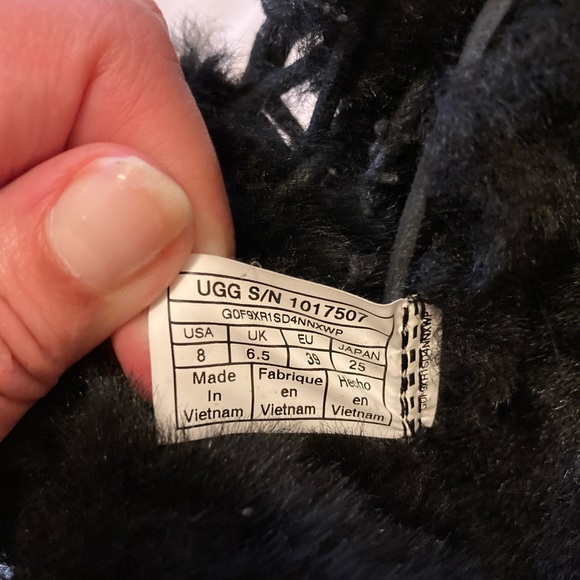 UGG S/N 1017507
G0F9XR1SD4NNXWP
USA UK EU JAPAN
8 6.5 39 25
Made Fabrique Hecho
In en en
Vietnam Vietnam Vietnam
G0F9XR1SD4NNXWP